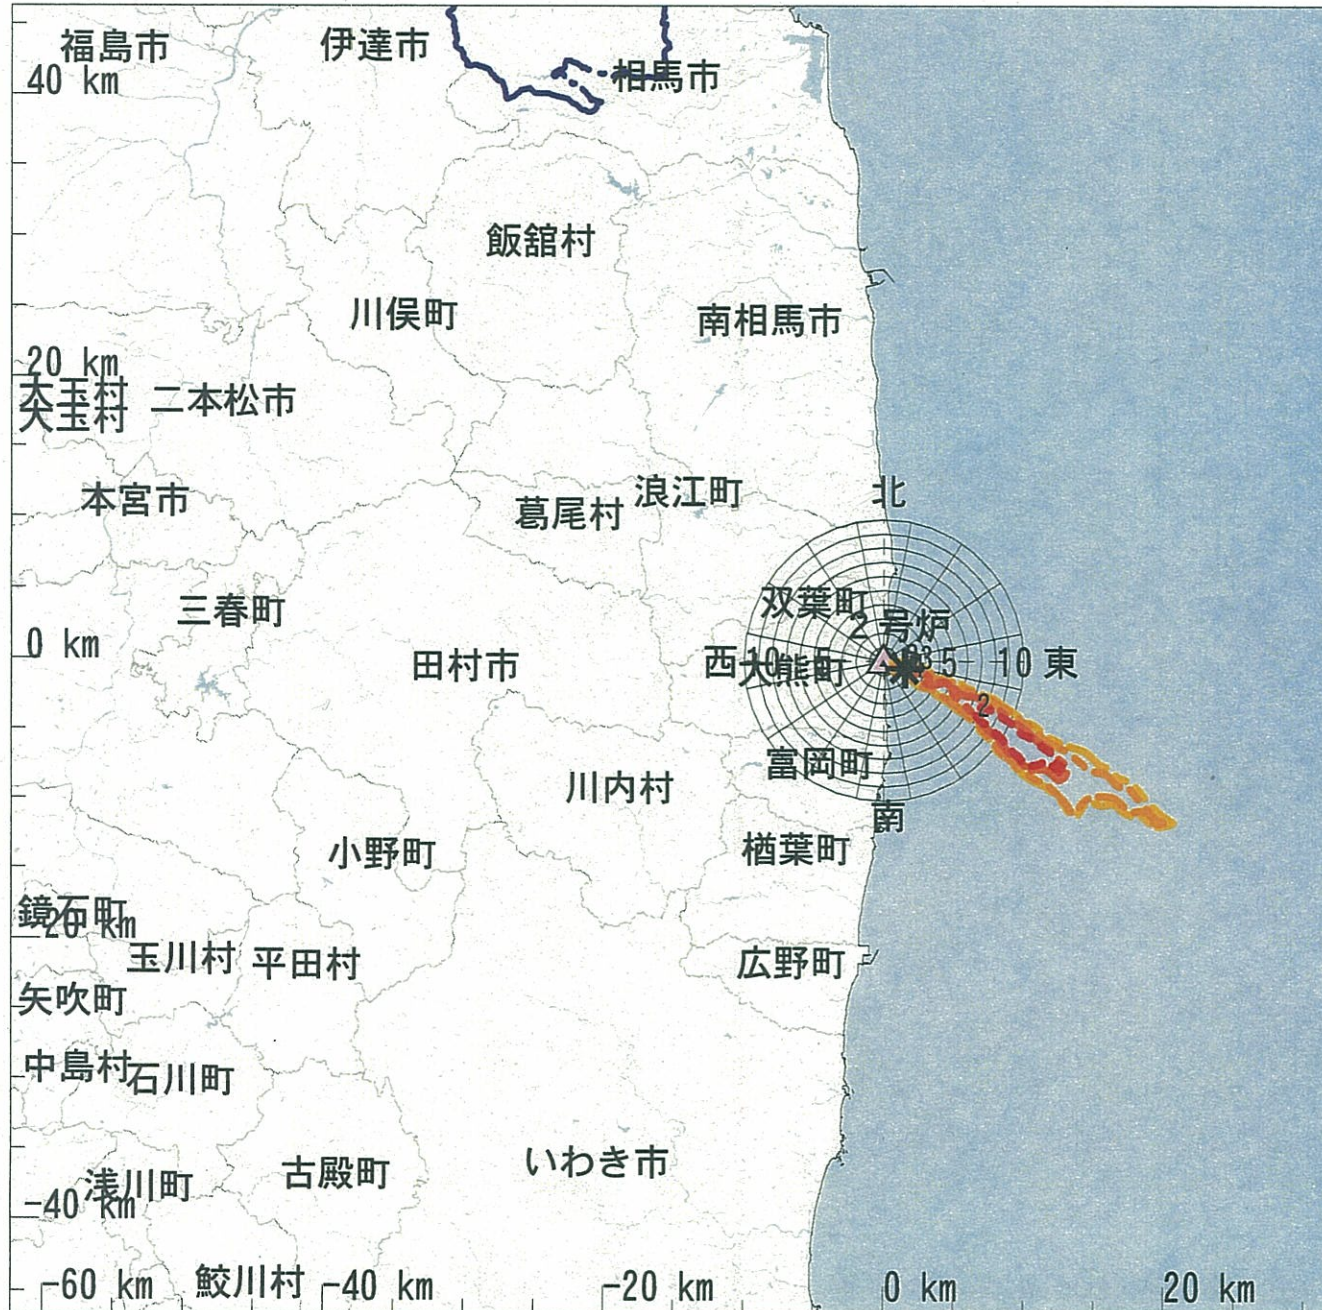 福島市
伊達市
相馬市
40 km
飯舘村
川俣町
南相馬市
20 km
大玉村
大玉村
二本松市
本宮市
葛尾村
浪江町
北
三春町
双葉町
2号炉
0 km
田村市
西
10
5
大熊町
5
10
東
2
富岡町
川内村
南
小野町
楢葉町
鏡石町
-20 km
玉川村
平田村
広野町
矢吹町
中島村
石川町
いわき市
古殿町
浅川町
-40 km
鮫川村
-60 km
-40 km
-20 km
0 km
20 km